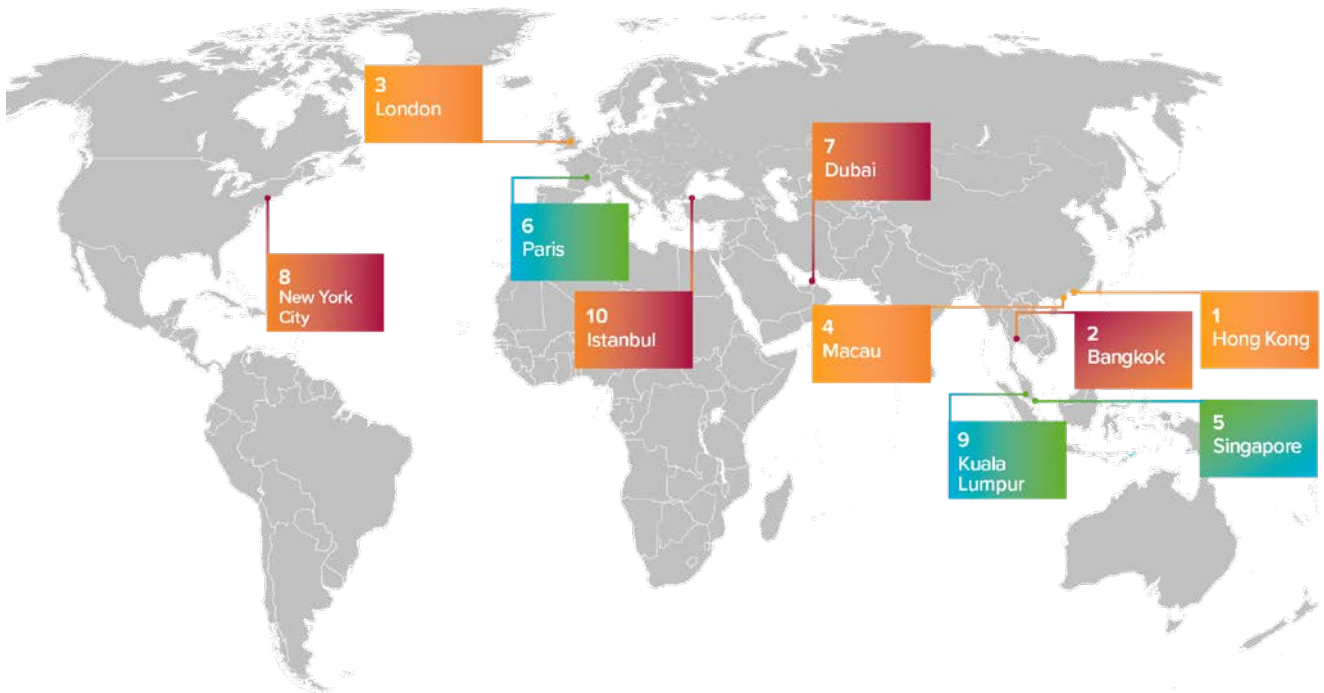 3
London
7
Dubai
6
Paris
8
New York
City
10
Istanbul
4
Macau
2
Bangkok
1
Hong Kong
9
Kuala
Lumpur
5
Singapore